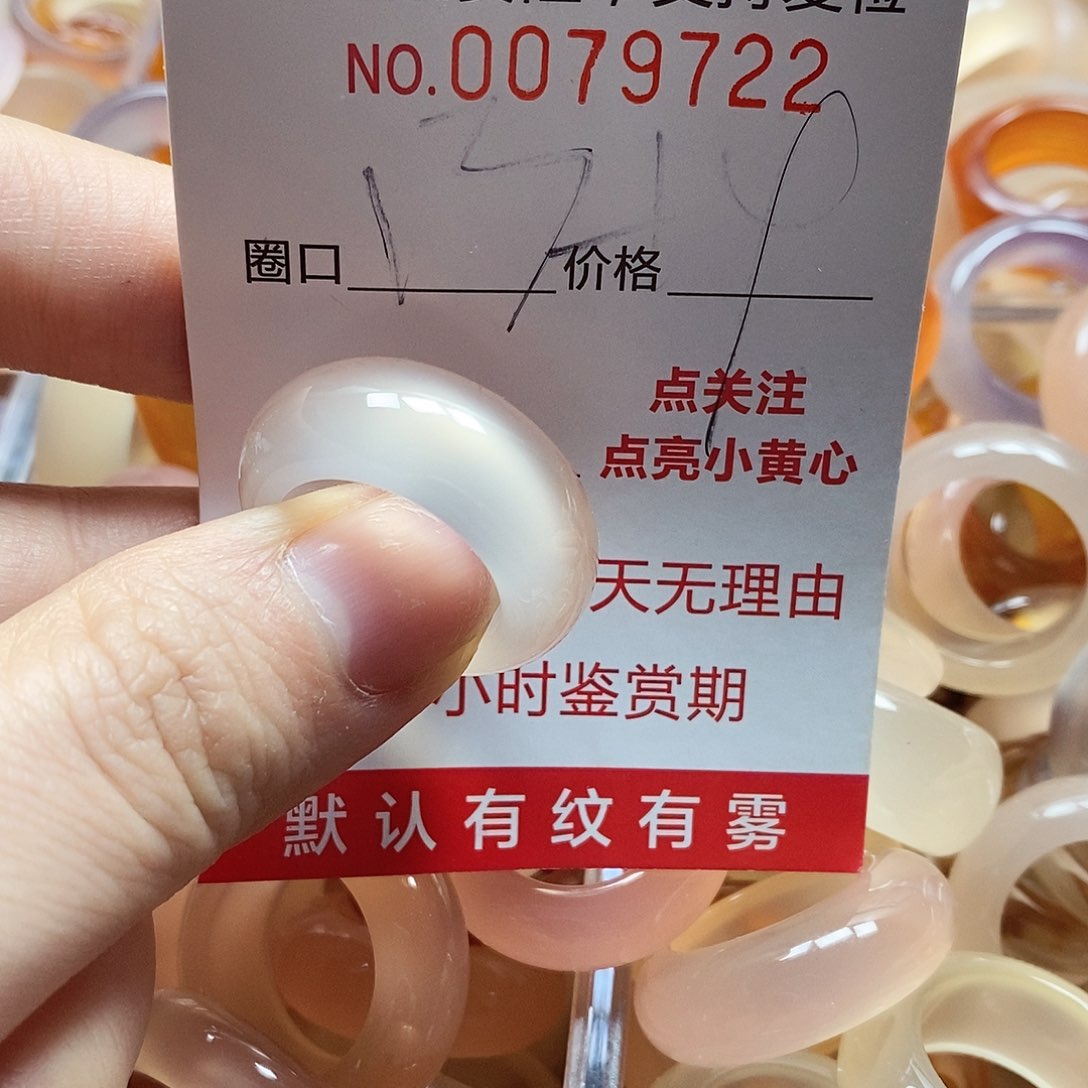 NO.0079722
圈口 价格
点关注
点亮小黄心
天无理由
小时鉴赏期
默认有纹有雾